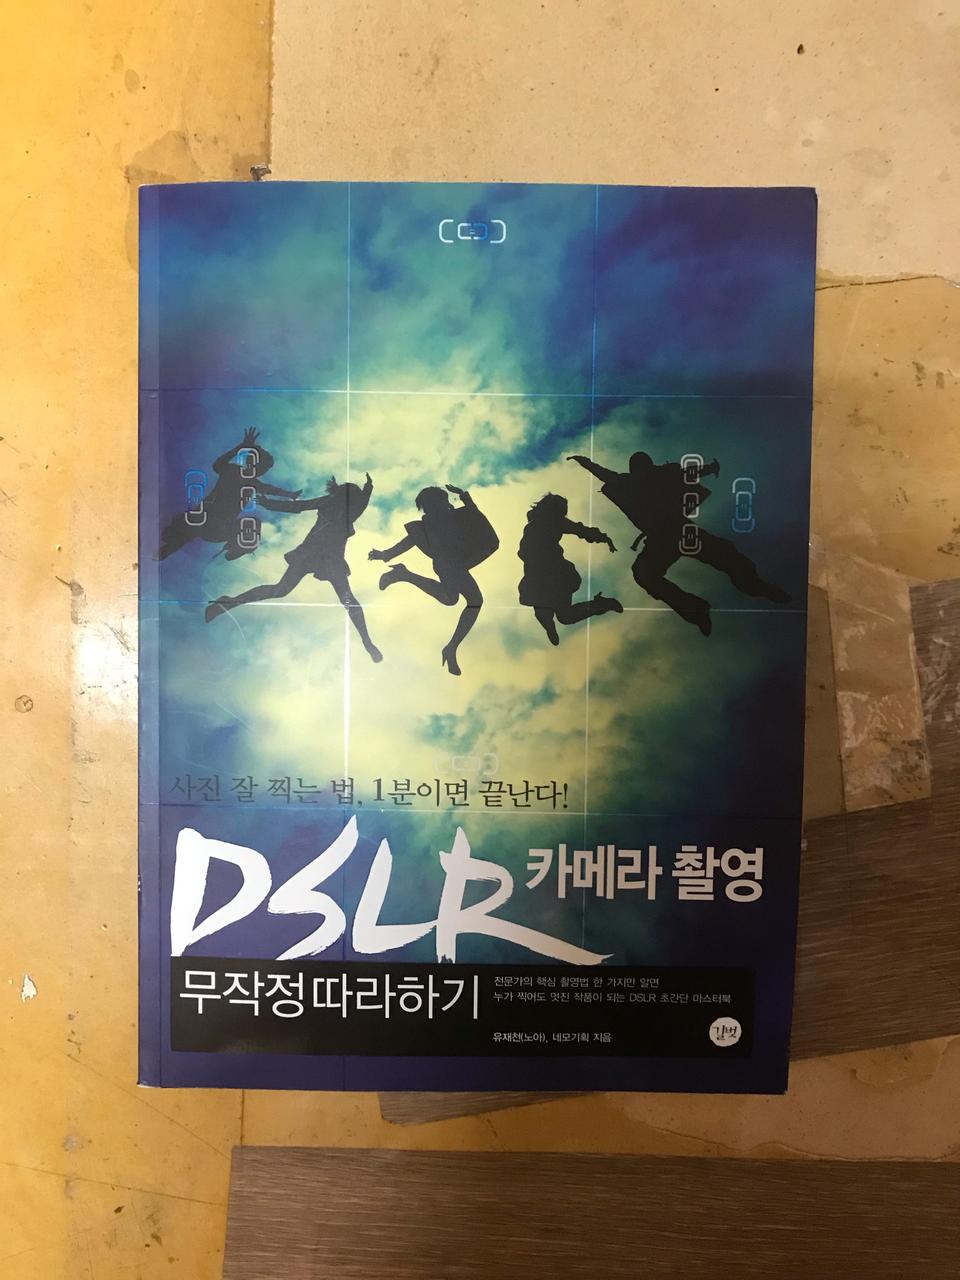 사진 잘 찍는 법, 1분이면 끝난다!
DSLR 카메라 촬영
무작정 따라하기
전문가의 핵심 촬영법 한 가지만 알면
누가 찍어도 멋진 작품이 되는 DSLR 초간단 마스터북
유재천(노아), 네모기획 지음
길벗